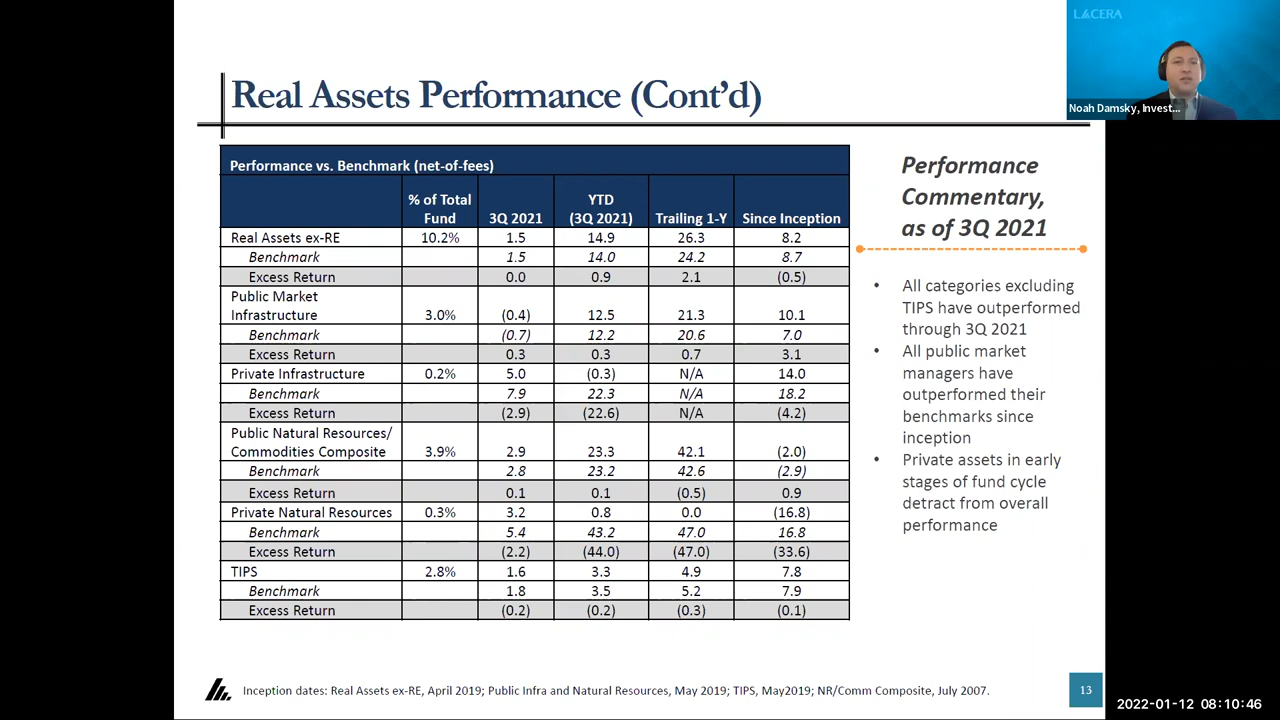 LACERA
Noah Damsky, Invest...
Real Assets Performance (Cont'd)
Performance vs. Benchmark (net-of-fees)
% of Total Fund 3Q 2021 YTD (3Q 2021) Trailing 1-Y Since Inception
Real Assets ex-RE 10.2% 1.5 14.9 26.3 8.2
Benchmark 1.5 14.0 24.2 8.7
Excess Return 0.0 0.9 2.1 (0.5)
Public Market
Infrastructure 3.0% (0.4) 12.5 21.3 10.1
Benchmark (0.7) 12.2 20.6 7.0
Excess Return 0.3 0.3 0.7 3.1
Private Infrastructure 0.2% 5.0 (0.3) N/A 14.0
Benchmark 7.9 22.3 N/A 18.2
Excess Return (2.9) (22.6) N/A (4.2)
Public Natural Resources/
Commodities Composite 3.9% 2.9 23.3 42.1 (2.0)
Benchmark 2.8 23.2 42.6 (2.9)
Excess Return 0.1 0.1 (0.5) 0.9
Private Natural Resources 0.3% 3.2 0.8 0.0 (16.8)
Benchmark 5.4 43.2 47.0 16.8
Excess Return (2.2) (44.0) (47.0) (33.6)
TIPS 2.8% 1.6 3.3 4.9 7.8
Benchmark 1.8 3.5 5.2 7.9
Excess Return (0.2) (0.2) (0.3) (0.1)
Performance
Commentary,
as of 3Q 2021
• All categories excluding
TIPS have outperformed
through 3Q 2021
• All public market
managers have
outperformed their
benchmarks since
inception
• Private assets in early
stages of fund cycle
detract from overall
performance
Inception dates: Real Assets ex-RE, April 2019; Public Infra and Natural Resources, May 2019; TIPS, May2019; NR/Comm Composite, July 2007.
13
2022-01-12 08:10:46